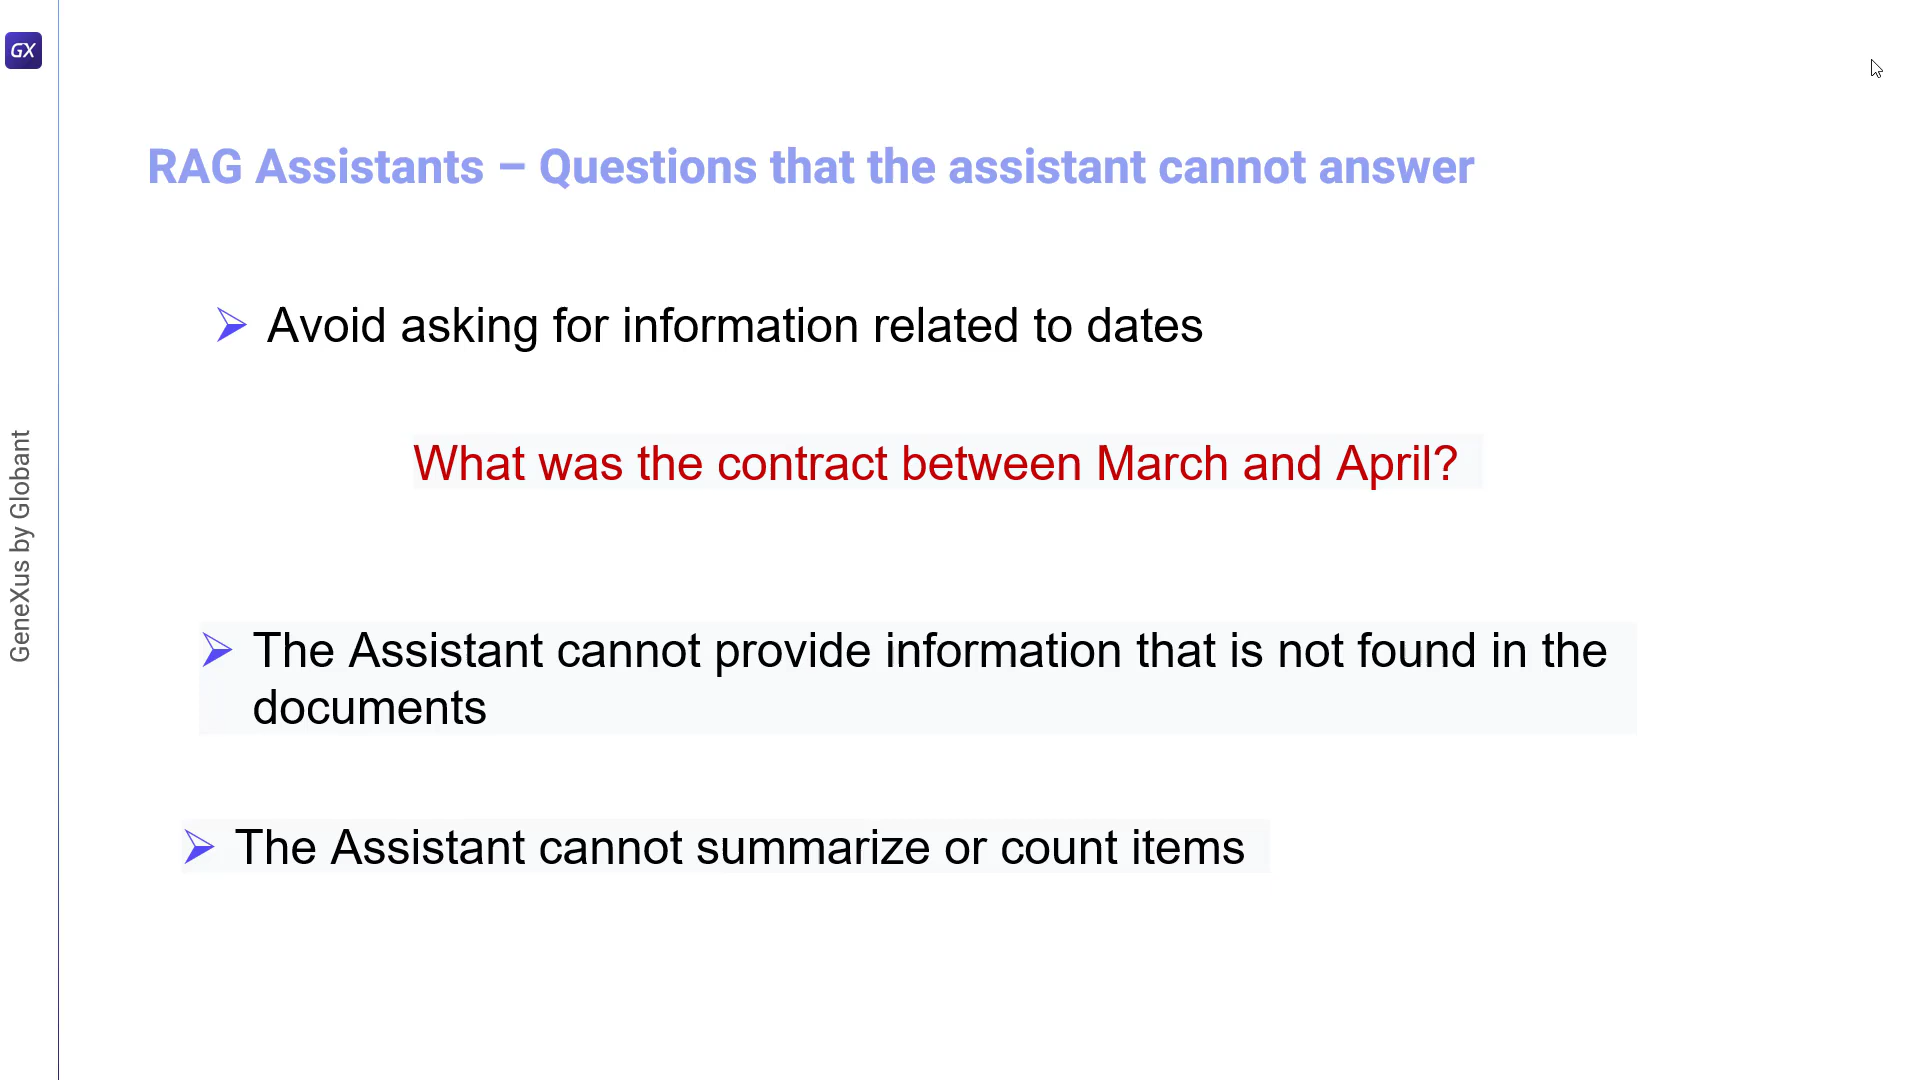 GX
RAG Assistants – Questions that the assistant cannot answer
Avoid asking for information related to dates
What was the contract between March and April?
The Assistant cannot provide information that is not found in the
documents
The Assistant cannot summarize or count items
GeneXus by Globant